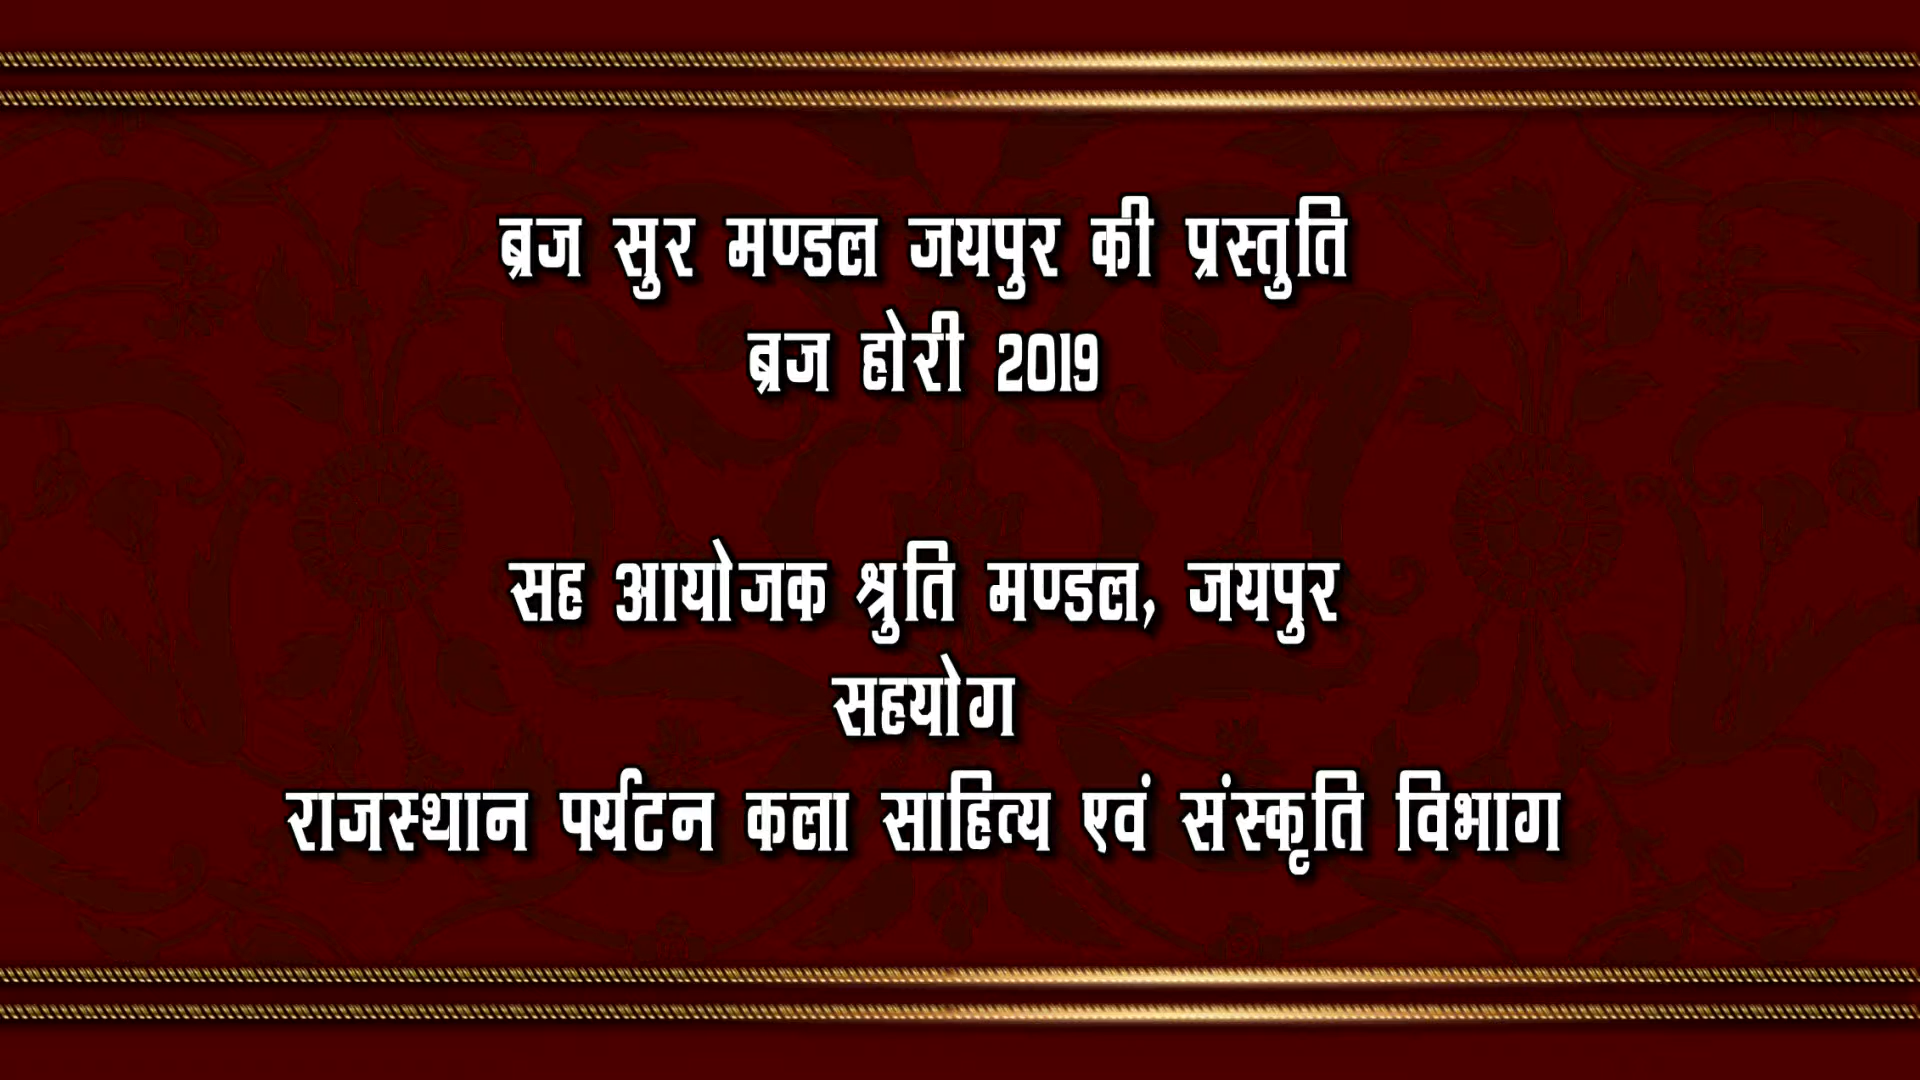 ब्रज सुर मण्डल जयपुर की प्रस्तुति
ब्रज होरी 2019
सह आयोजक श्रुति मण्डल, जयपुर
सहयोग
राजस्थान पर्यटन कला साहित्य एवं संस्कृति विभाग